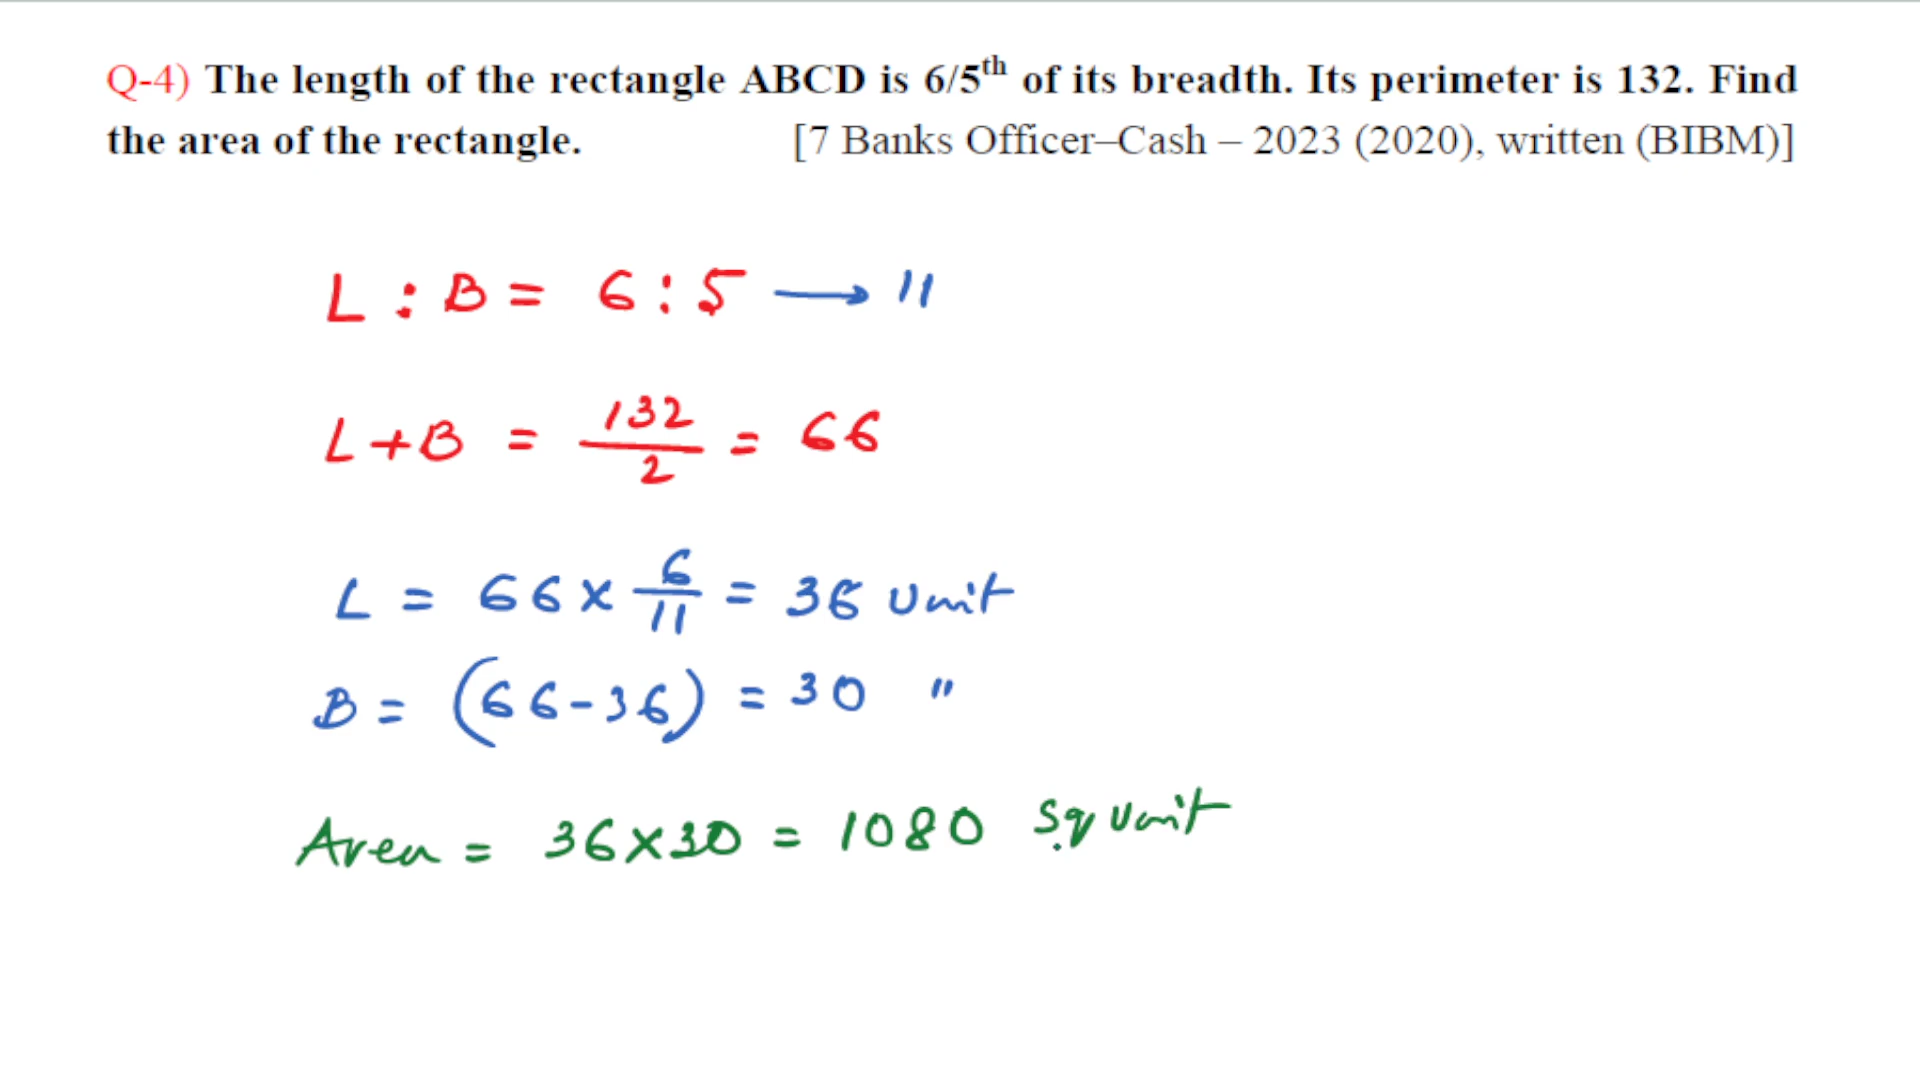 Q-4) The length of the rectangle ABCD is 6/5th of its breadth. Its perimeter is 132. Find
the area of the rectangle. [7 Banks Officer–Cash – 2023 (2020), written (BIBM)]
L : B = 6 : 5 → 11
L+B = 132/2 = 66
L = 66 × 6/11 = 36 unit
B = (66-36) = 30 "
Area = 36×30 = 1080 sq unit